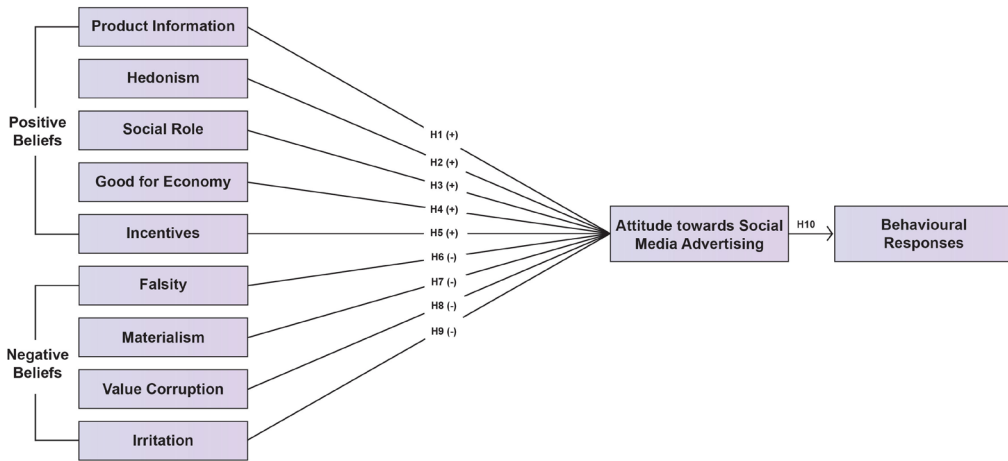 Product Information
Hedonism
Social Role
Good for Economy
Incentives
Falsity
Materialism
Value Corruption
Irritation
Positive
Beliefs
Negative
Beliefs
H1 (+)
H2 (+)
H3 (+)
H4 (+)
H5 (+)
H6 (-)
H7 (-)
H8 (-)
H9 (-)
Attitude towards Social
Media Advertising
H10
Behavioural
Responses